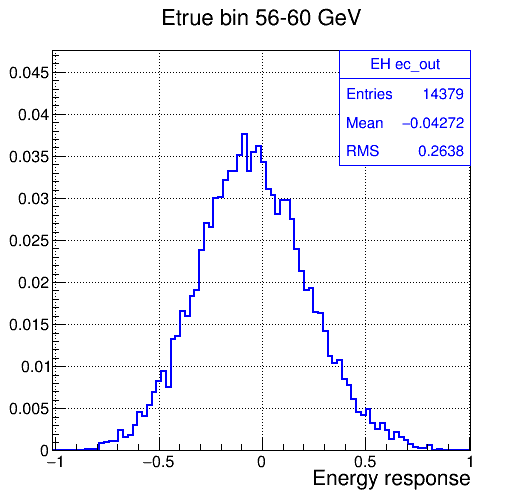 Etrue bin 56-60 GeV
EH ec_out
Entries 14379
Mean −0.04272
RMS 0.2638
0.045
0.04
0.035
0.03
0.025
0.02
0.015
0.01
0.005
0
−1 −0.5 0 0.5 1
Energy response